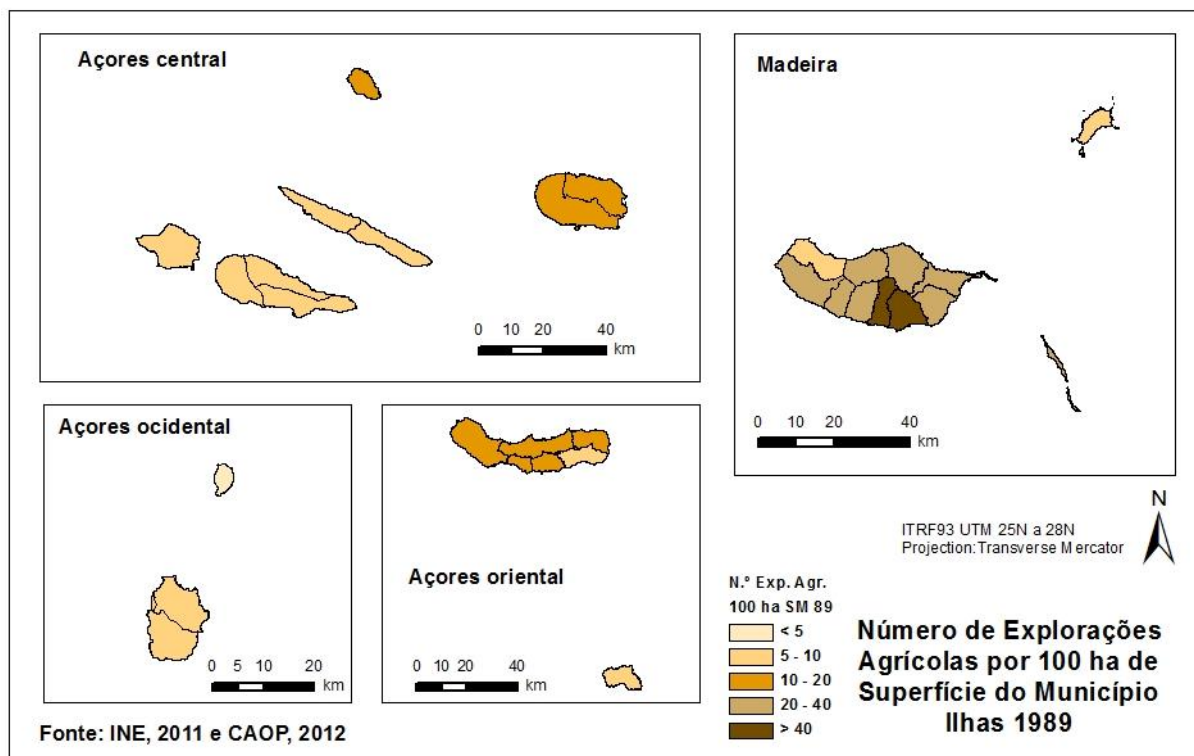 Açores central
0 10 20 40
km
Madeira
0 10 20 40
km
Açores ocidental
0 5 10 20
km
Açores oriental
0 10 20 40
km
N
ITRF93 UTM 25N a 28N
Projection:Transverse Mercator
N.º Exp. Agr.
100 ha SM 89
< 5
5 - 10
10 - 20
20 - 40
> 40
Número de Explorações
Agrícolas por 100 ha de
Superfície do Município
Ilhas 1989
Fonte: INE, 2011 e CAOP, 2012